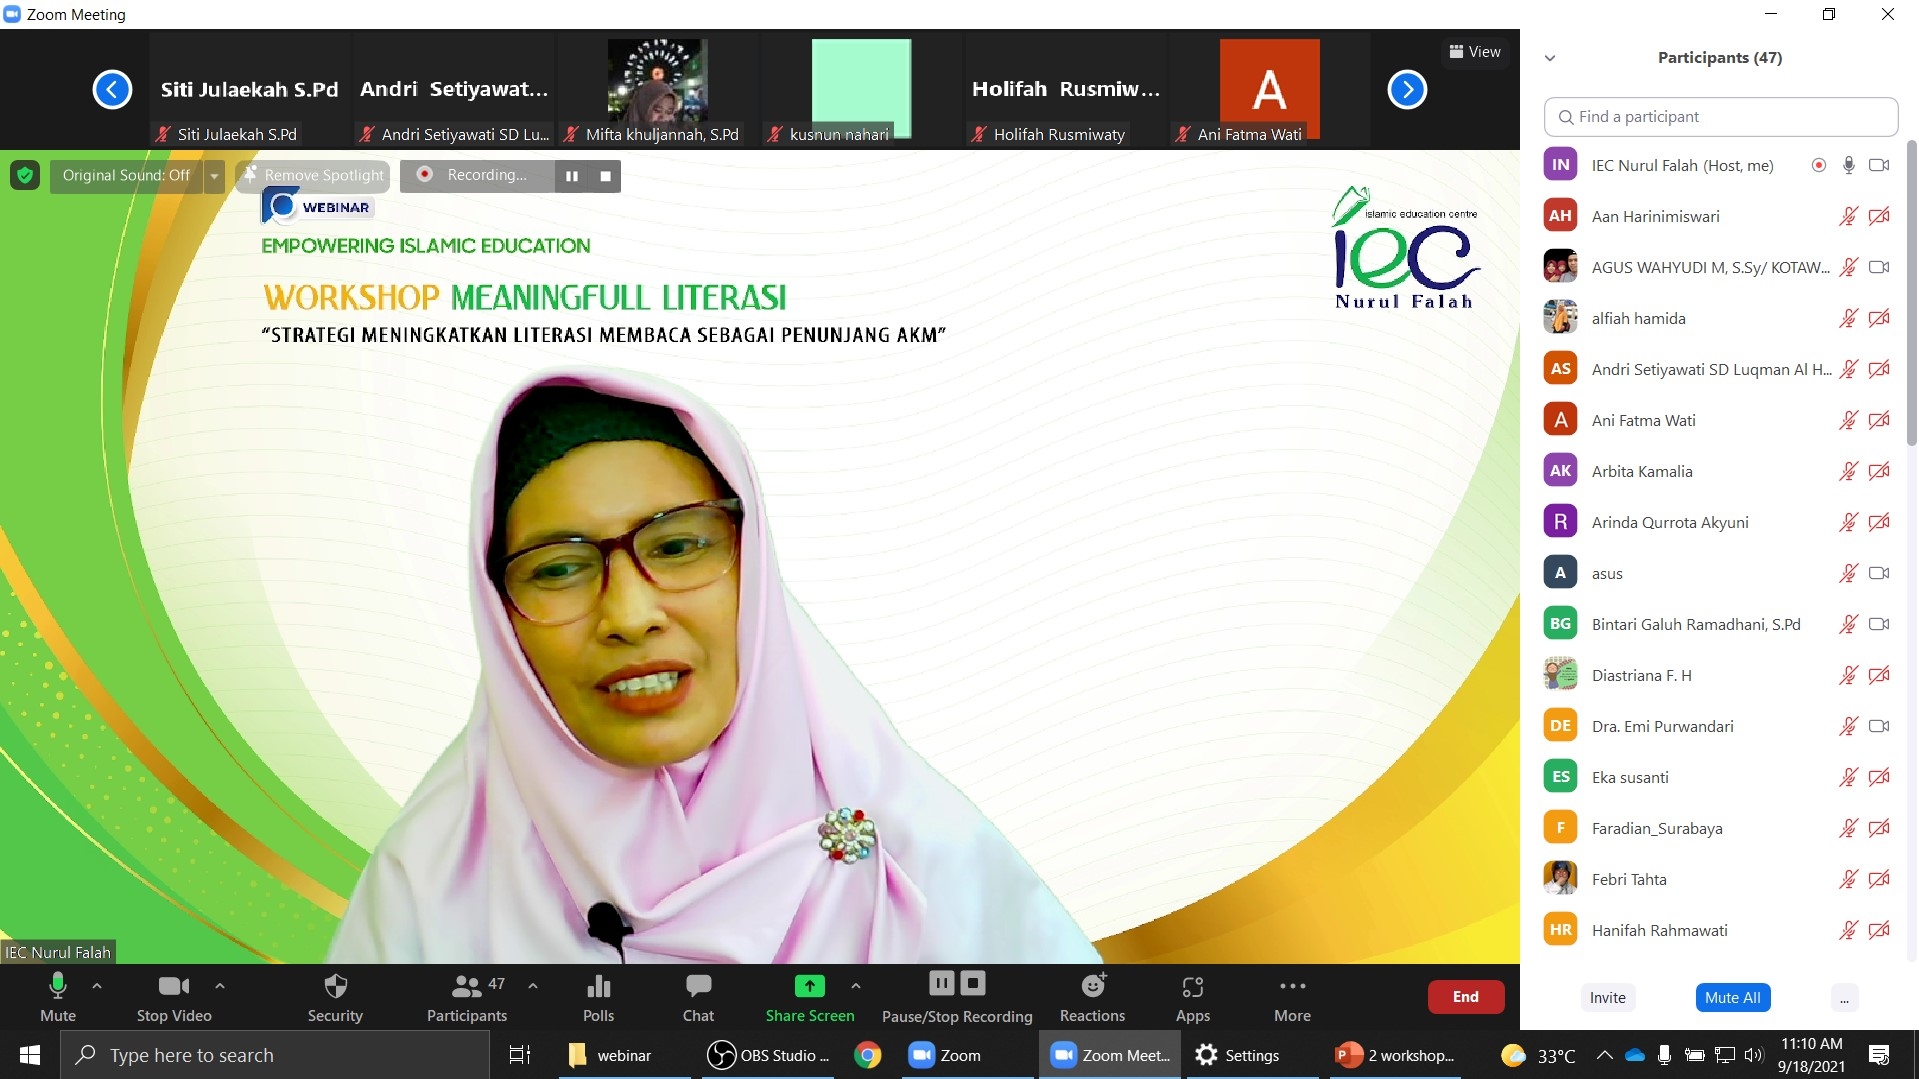 Zoom Meeting
Siti Julaekah S.Pd
Andri Setiyawat...
Holifah Rusmiw...
A
View
Siti Julaekah S.Pd
Andri Setiyawati SD Lu...
Mifta khuljannah, S.Pd
kusnun nahari
Holifah Rusmiwaty
Ani Fatma Wati
Original Sound: Off
Remove Spotlight
Recording...
WEBINAR
EMPOWERING ISLAMIC EDUCATION
WORKSHOP MEANINGFULL LITERASI
"STRATEGI MENINGKATKAN LITERASI MEMBACA SEBAGAI PENUNJANG AKM"
islamic education centre
iec
Nurul Falah
IEC Nurul Falah
Participants (47)
Find a participant
IN IEC Nurul Falah (Host, me)
AH Aan Harinimiswari
AGUS WAHYUDI M, S.Sy/ KOTAW...
alfiah hamida
AS Andri Setiyawati SD Luqman Al H...
A Ani Fatma Wati
AK Arbita Kamalia
R Arinda Qurrota Akyuni
A asus
BG Bintari Galuh Ramadhani, S.Pd
Diastriana F. H
DE Dra. Emi Purwandari
ES Eka susanti
F Faradian_Surabaya
Febri Tahta
HR Hanifah Rahmawati
Invite
Mute All
...
Mute
Stop Video
Security
47
Participants
Polls
Chat
Share Screen
Pause/Stop Recording
Reactions
Apps
More
End
Type here to search
webinar
OBS Studio ...
Zoom
Zoom Meet...
Settings
2 workshop...
33°C
11:10 AM
9/18/2021